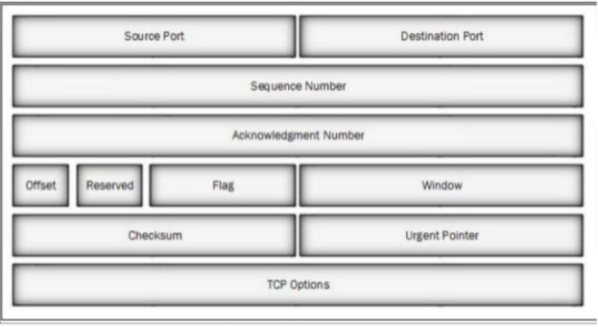 Source Port Destination Port
Sequence Number
Acknowledgment Number
Offset Reserved Flag Window
Checksum Urgent Pointer
TCP Options